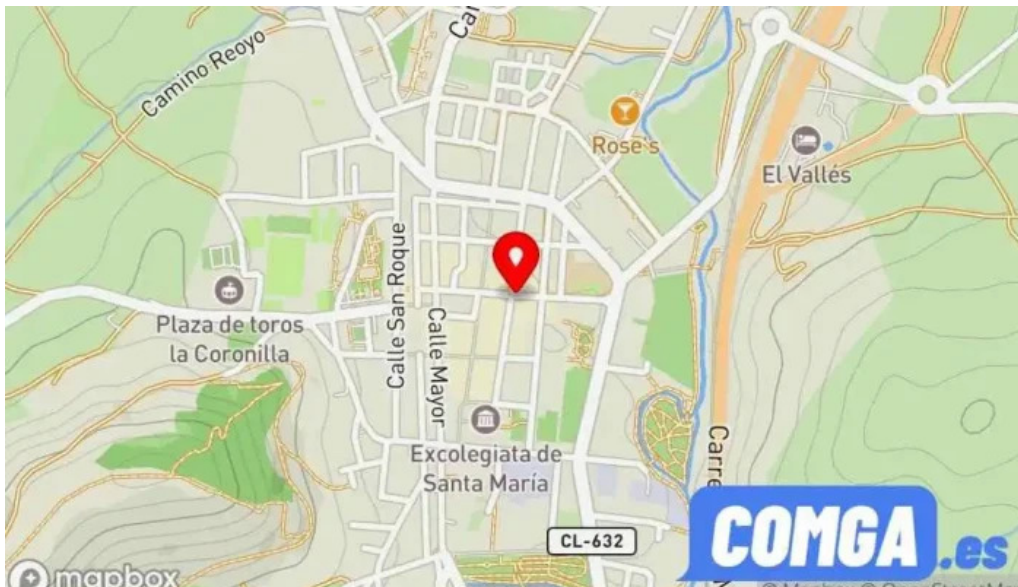 Camino Reoyo
Rose's
El Vallés
Calle San Roque
Plaza de toros
la Coronilla
Calle Mayor
Excolegiata de
Santa María
CL-632
COMGA.es
mapbox